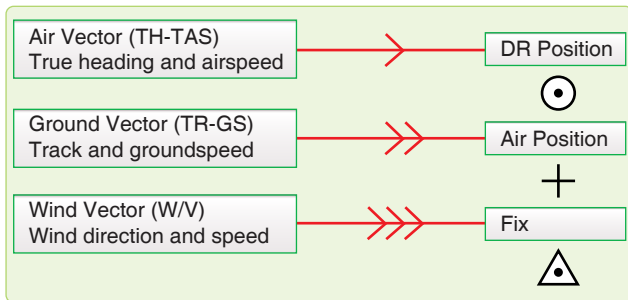 Air Vector (TH-TAS)
True heading and airspeed
DR Position
Ground Vector (TR-GS)
Track and groundspeed
Air Position
Wind Vector (W/V)
Wind direction and speed
Fix